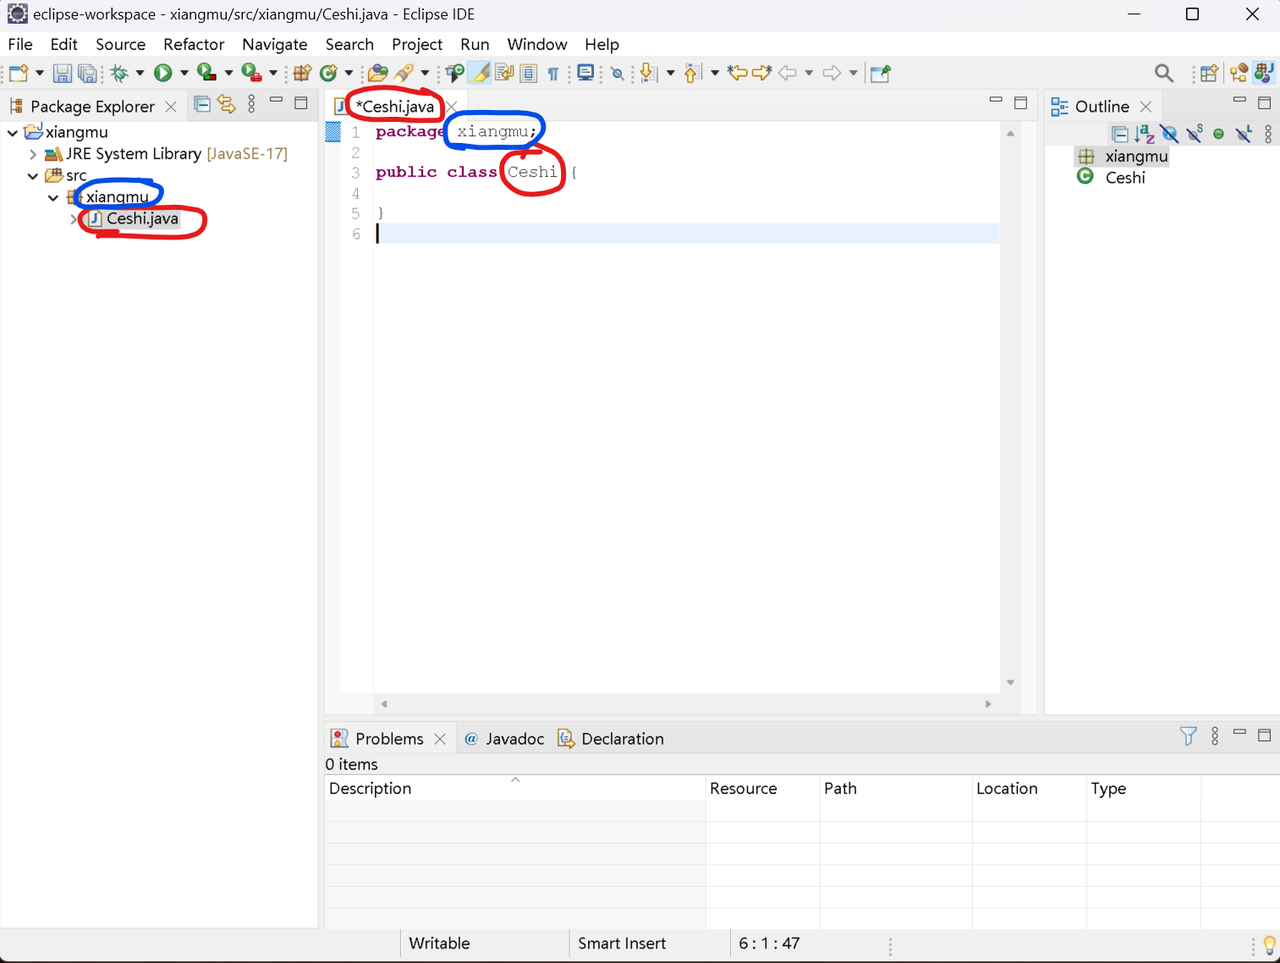 eclipse-workspace - xiangmu/src/xiangmu/Ceshi.java - Eclipse IDE
File Edit Source Refactor Navigate Search Project Run Window Help
Package Explorer
xiangmu
JRE System Library [JavaSE-17]
src
xiangmu
Ceshi.java
*Ceshi.java
1 package xiangmu;
2
3 public class Ceshi {
4
5 }
6
Outline
xiangmu
Ceshi
Problems @ Javadoc Declaration
0 items
Description Resource Path Location Type
Writable Smart Insert 6 : 1 : 47